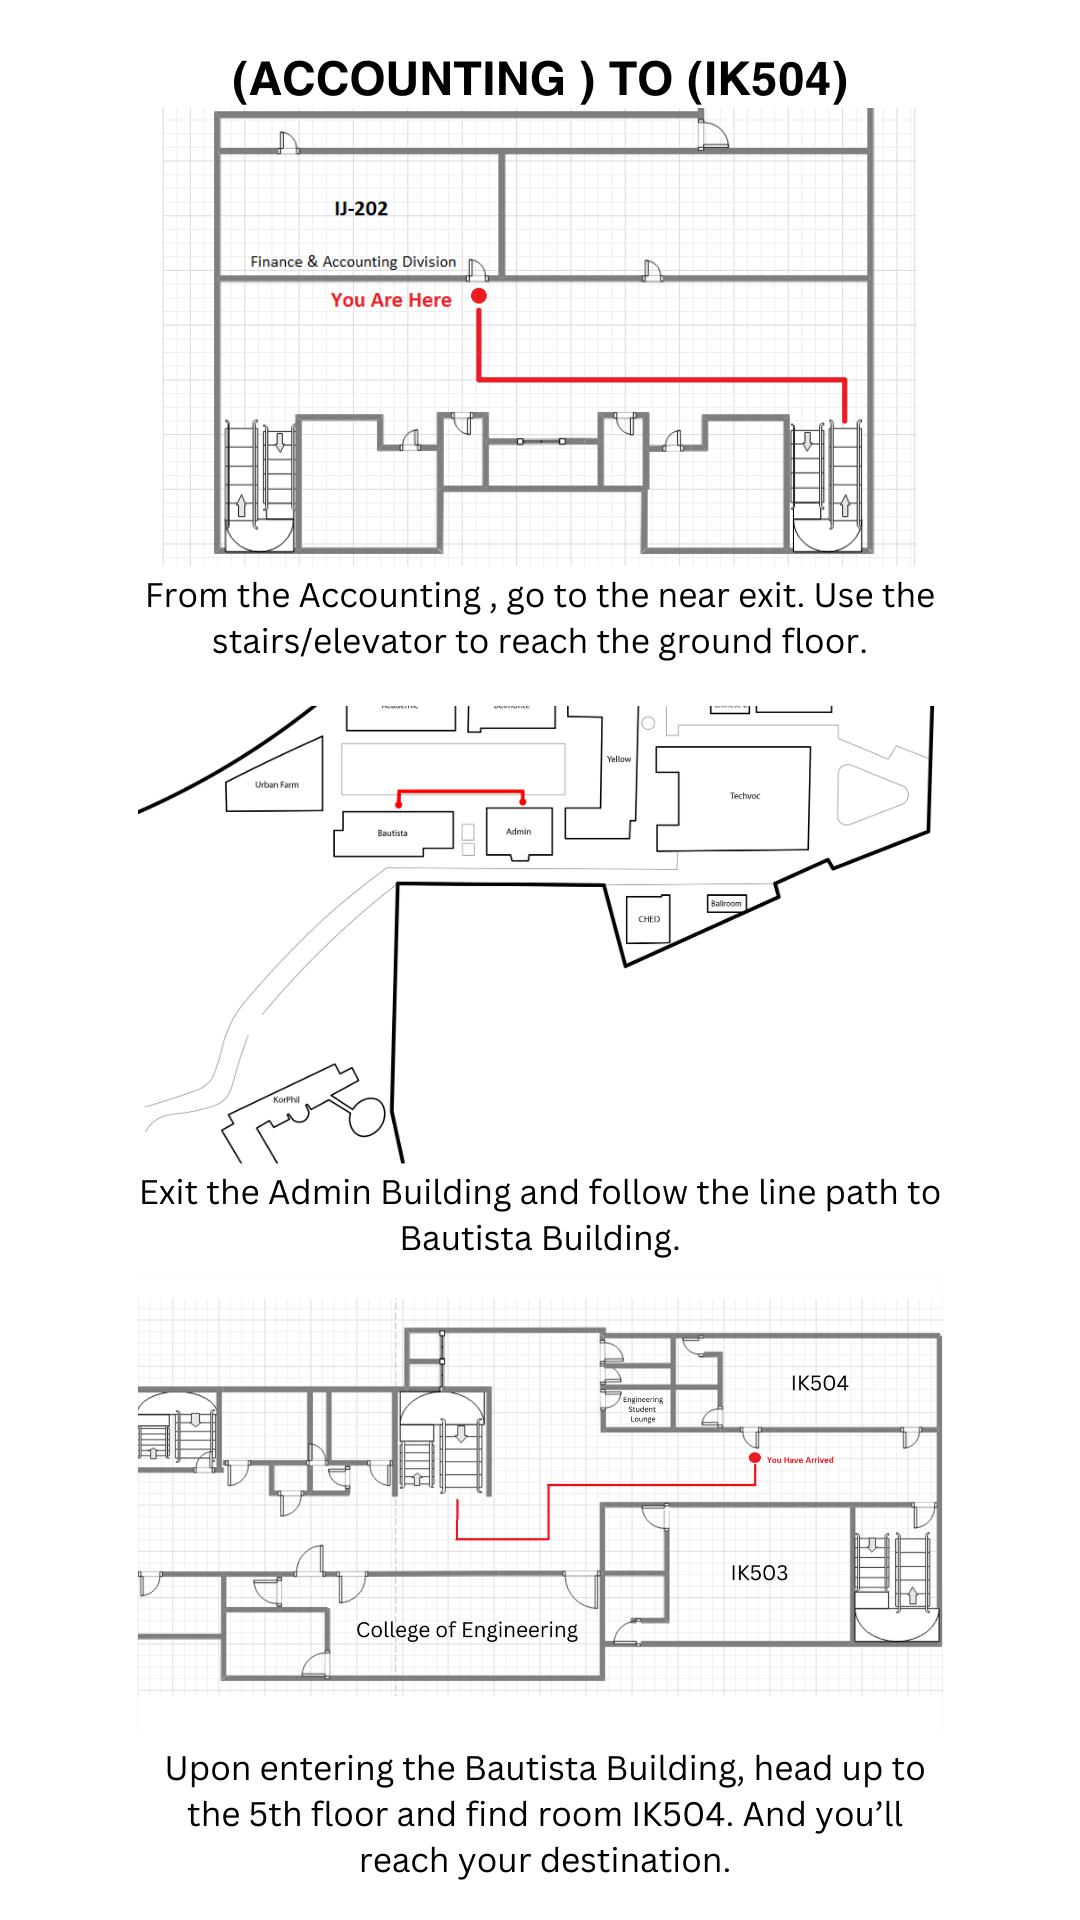 (ACCOUNTING ) TO (IK504)
IJ-202
Finance & Accounting Division
You Are Here
From the Accounting , go to the near exit. Use the
stairs/elevator to reach the ground floor.
Academic
Belmonte
Yellow
Urban Farm
Techvoc
Bautista
Admin
CHED
Ballroom
KorPhil
Exit the Admin Building and follow the line path to
Bautista Building.
IK504
Engineering
Student
Lounge
You Have Arrived
IK503
College of Engineering
Upon entering the Bautista Building, head up to
the 5th floor and find room IK504. And you’ll
reach your destination.